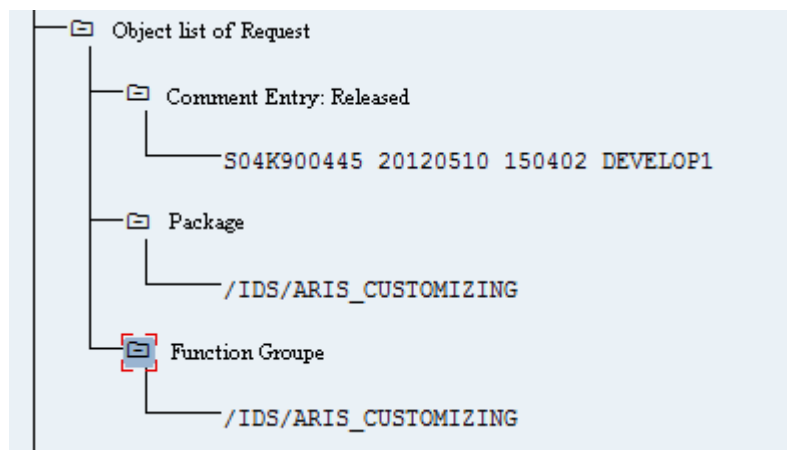 Object list of Request
Comment Entry: Released
S04K900445 20120510 150402 DEVELOP1
Package
/IDS/ARIS_CUSTOMIZING
Function Groupe
/IDS/ARIS_CUSTOMIZING